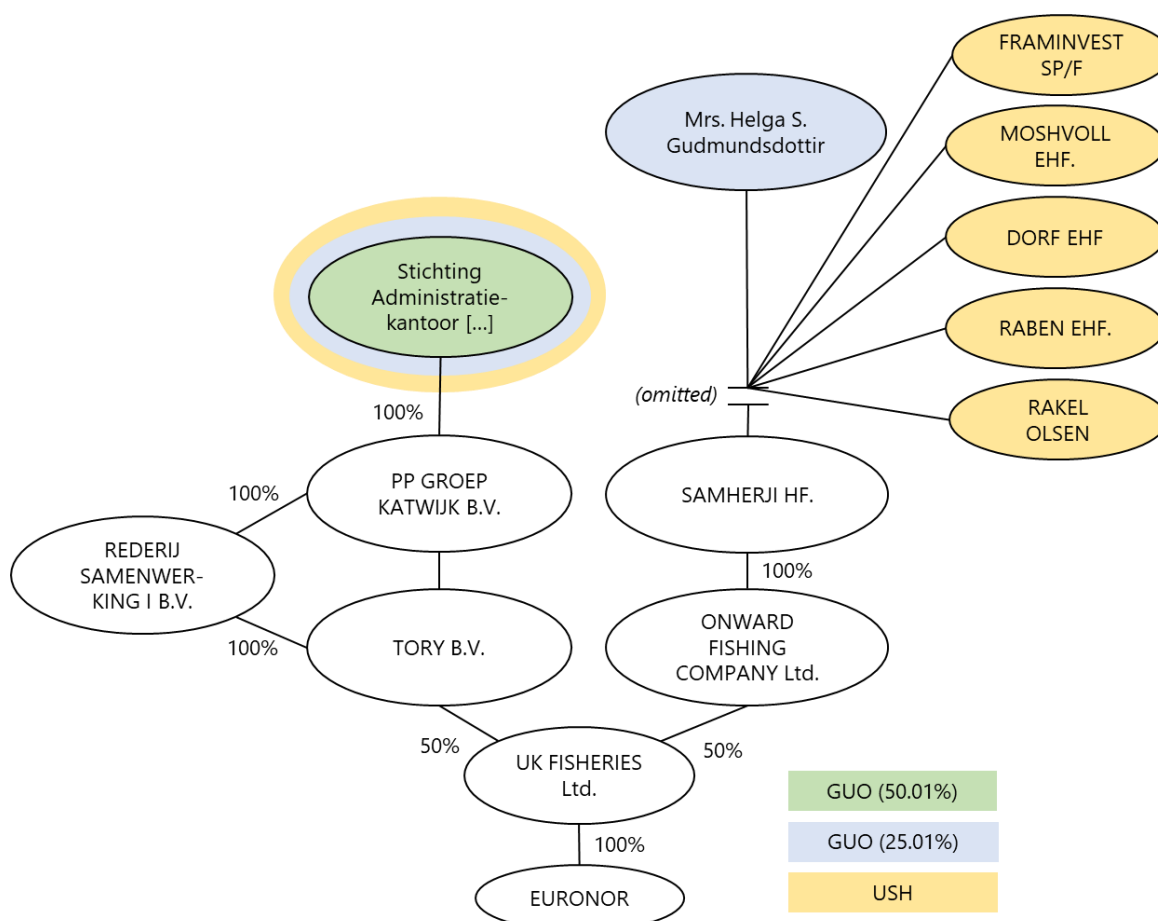 FRAMINVEST
SP/F
Mrs. Helga S.
Gudmundsdottir
MOSHVOLL
EHF.
DORF EHF
Stichting
Administratie-
kantoor [...]
RABEN EHF.
(omitted)
RAKEL
OLSEN
100%
PP GROEP
KATWIJK B.V.
SAMHERJI HF.
100%
REDERIJ
SAMENWER-
KING I B.V.
100%
100%
TORY B.V.
ONWARD
FISHING
COMPANY Ltd.
50%
50%
UK FISHERIES
Ltd.
100%
EURONOR
GUO (50.01%)
GUO (25.01%)
USH